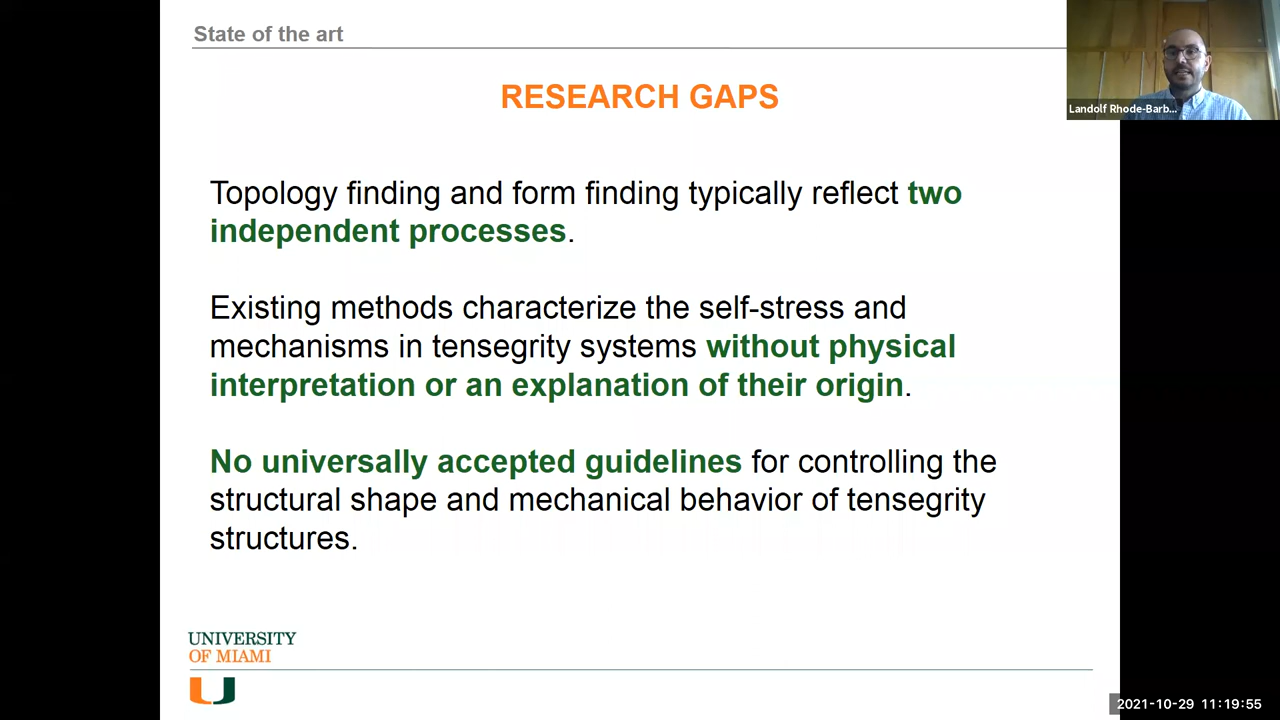 State of the art
Landolf Rhode-Barb...
RESEARCH GAPS
Topology finding and form finding typically reflect two
independent processes.
Existing methods characterize the self-stress and
mechanisms in tensegrity systems without physical
interpretation or an explanation of their origin.
No universally accepted guidelines for controlling the
structural shape and mechanical behavior of tensegrity
structures.
UNIVERSITY
OF MIAMI
2021-10-29 11:19:55